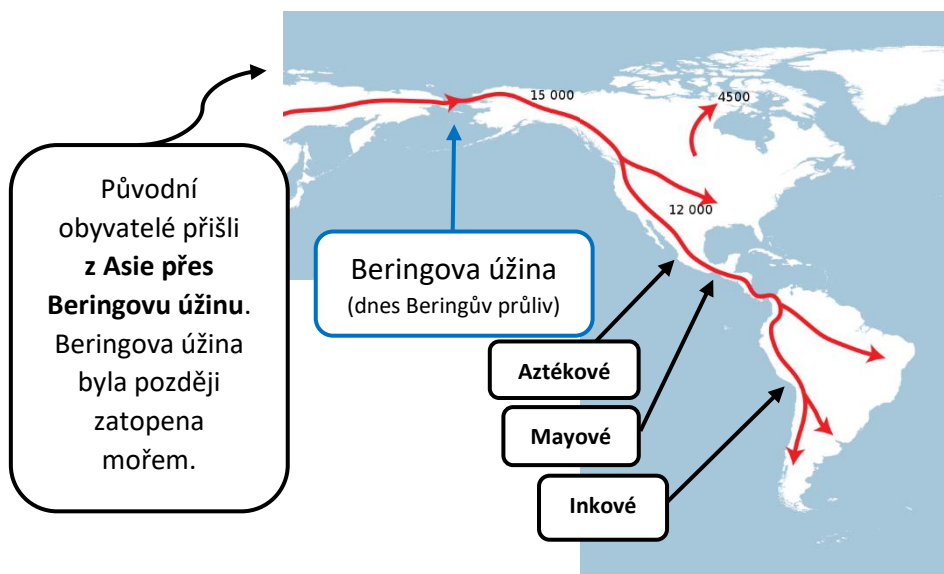 Původní
obyvatelé přišli
z Asie přes
Beringovu úžinu.
Beringova úžina
byla později
zatopena
mořem.
15 000
4500
12 000
Beringova úžina
(dnes Beringův průliv)
Aztékové
Mayové
Inkové